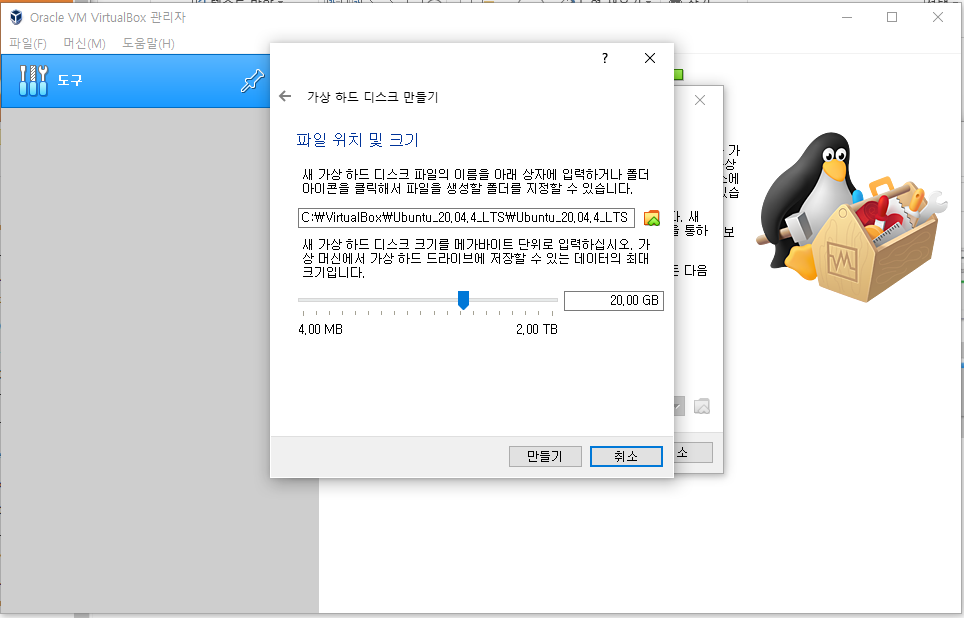 Oracle VM VirtualBox 관리자
파일(F) 머신(M) 도움말(H)
도구
?
가상 하드 디스크 만들기
파일 위치 및 크기
새 가상 하드 디스크 파일의 이름을 아래 상자에 입력하거나 폴더
아이콘을 클릭해서 파일을 생성할 폴더를 지정할 수 있습니다.
C:₩VirtualBox₩Ubuntu_20.04.4_LTS₩Ubuntu_20.04.4_LTS
새 가상 하드 디스크 크기를 메가바이트 단위로 입력하십시오. 가
상 머신에서 가상 하드 드라이브에 저장할 수 있는 데이터의 최대
크기입니다.
20.00 GB
4.00 MB 2.00 TB
만들기 취소
가
상
에
있습
다. 새
을 통하 보
다음
소